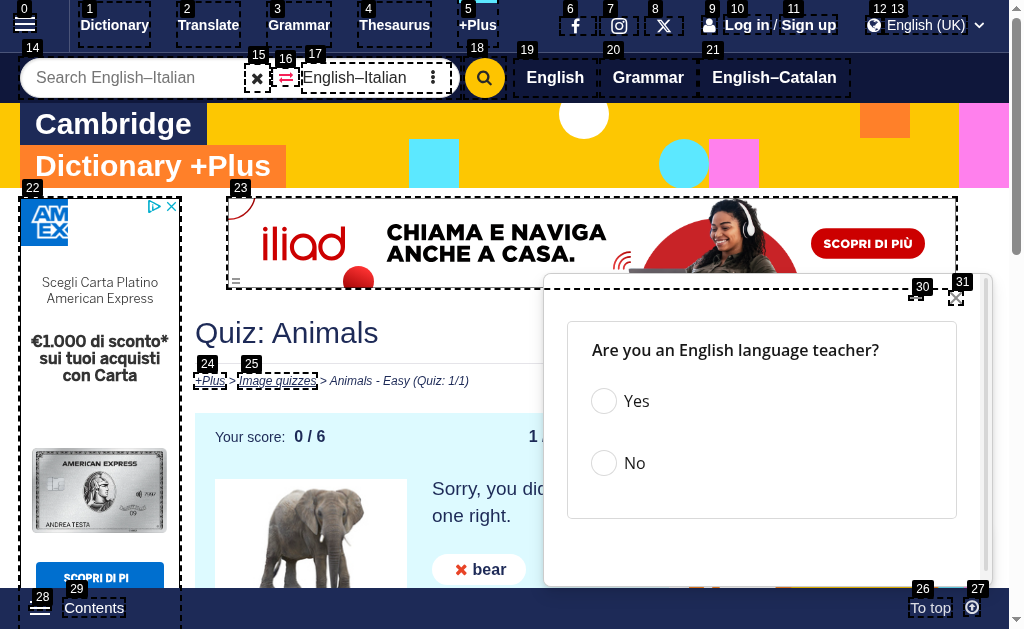 Dictionary
Translate
Grammar
Thesaurus
+Plus
Log in / Sign up
English (UK)
Search English–Italian
English–Italian
English
Grammar
English–Catalan
Cambridge
Dictionary +Plus
AM
EX
Scegli Carta Platino
American Express
€1.000 di sconto*
sui tuoi acquisti
con Carta
AMERICAN EXPRESS
ANDREA TESTA
SCOPRI DI PI
iliad
CHIAMA E NAVIGA
ANCHE A CASA.
SCOPRI DI PIÙ
Quiz: Animals
+Plus > Image quizzes > Animals - Easy (Quiz: 1/1)
Your score: 0 / 6
1 /
Sorry, you did
one right.
bear
Are you an English language teacher?
Yes
No
Contents
To top
0
1
2
3
4
5
6
7
8
9
10
11
12
13
14
15
16
17
18
19
20
21
22
23
24
25
26
27
28
29
30
31